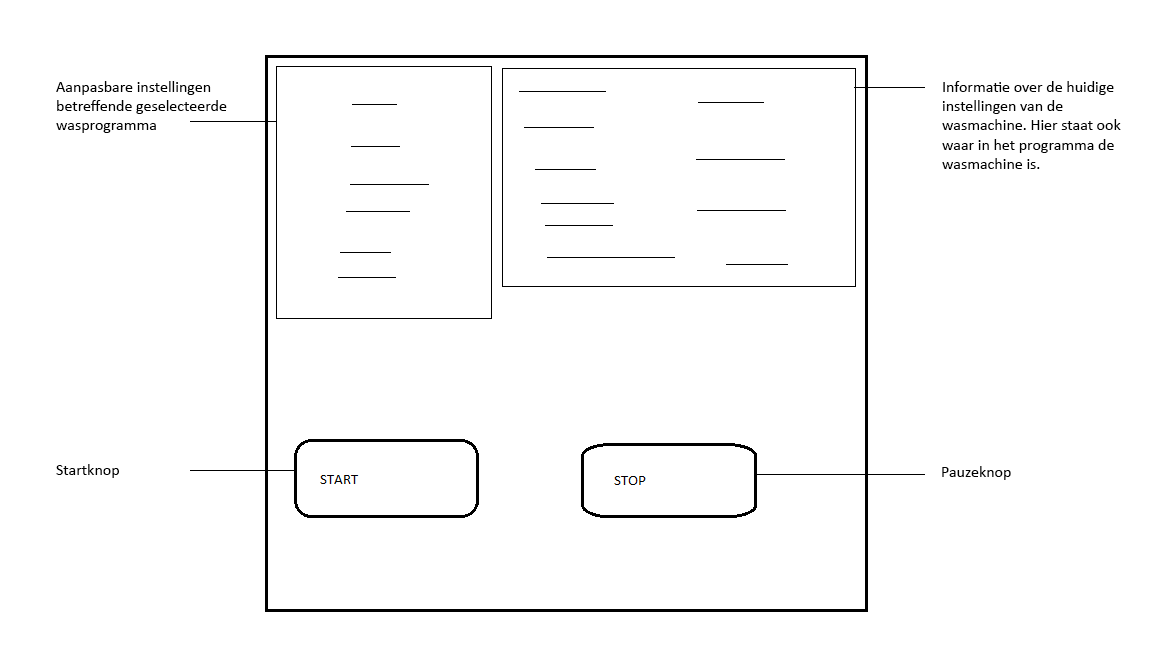 Aanpasbare instellingen
betreffende geselecteerde
wasprogramma
Informatie over de huidige
instellingen van de
wasmachine. Hier staat ook
waar in het programma de
wasmachine is.
Startknop
START
STOP
Pauzeknop